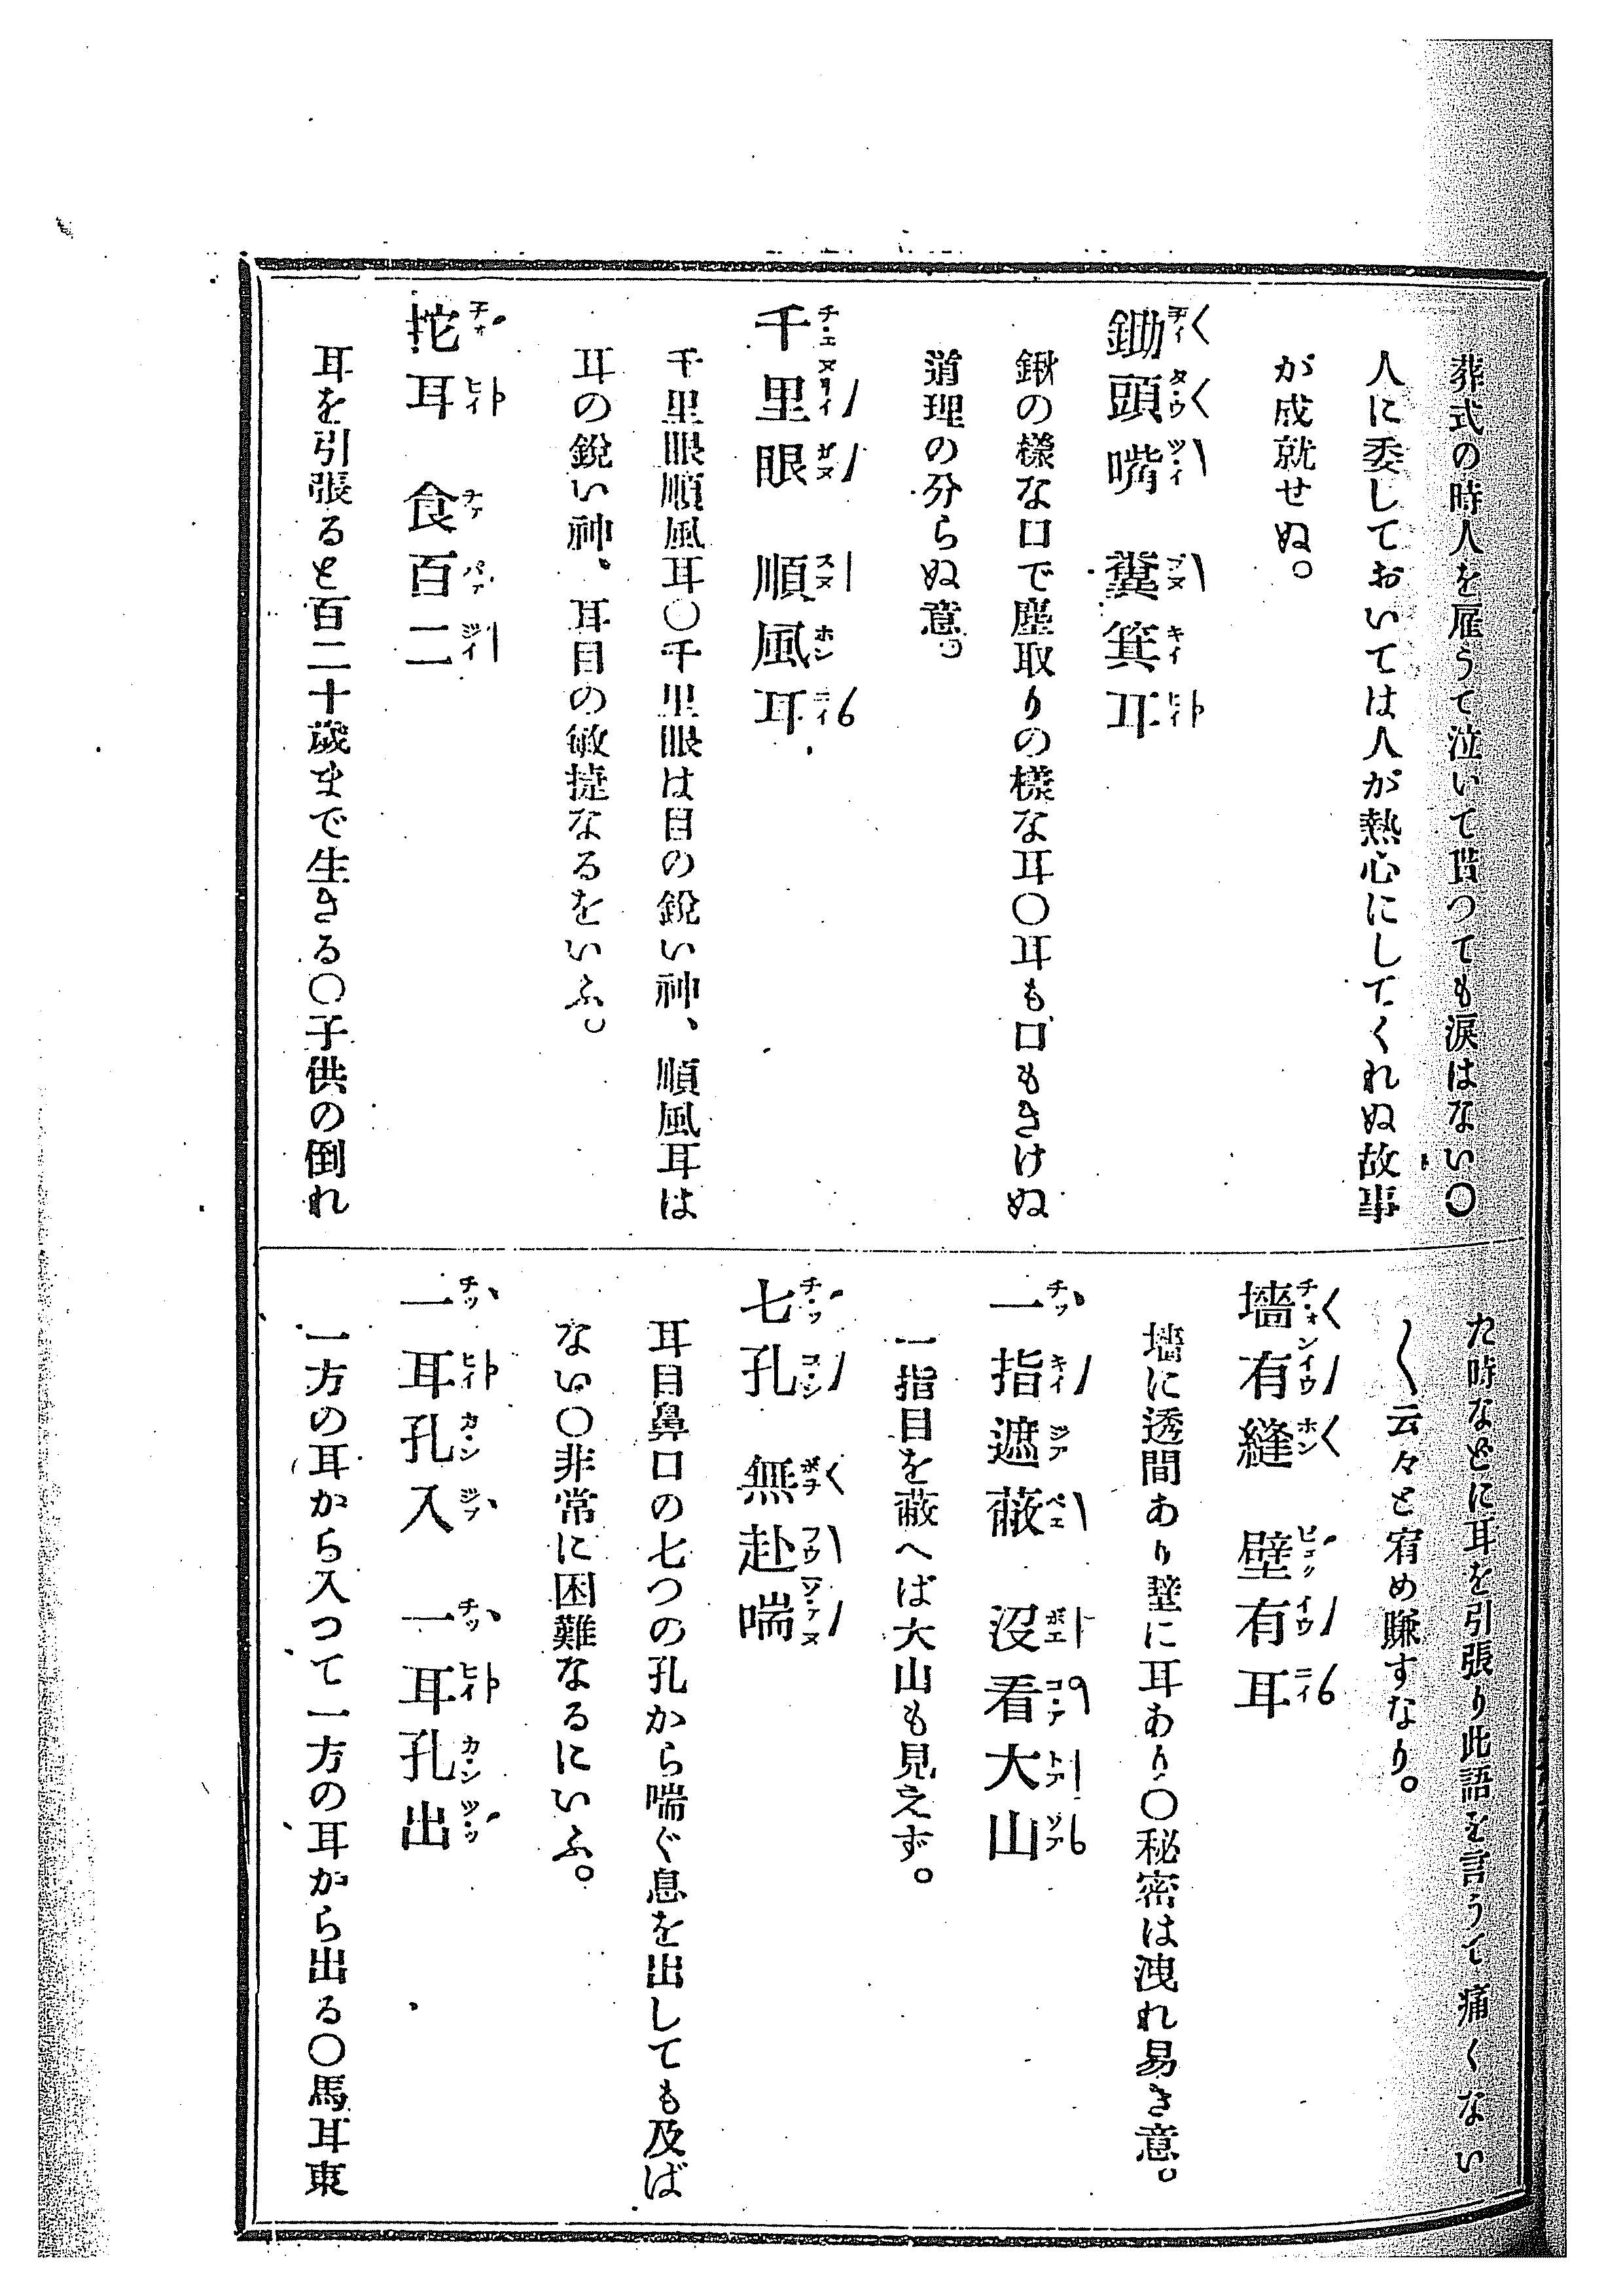 葬式の時人を雇うて泣いて貰つても涙はない〇
人に委しておいては人が熱心にしてくれぬ故事
が成就せぬ。
鋤頭嘴　糞箕耳
鍬の樣な口で塵取りの樣な耳〇耳も口もきけぬ
道理の分らぬ意。
千里眼　順風耳
千里眼順風耳〇千里眼は目の銳い神、順風耳は
耳の銳い神、耳目の敏捷なるをいふ。
拕耳　食百二
耳を引張ると百二十歲まで生きる〇子供の倒れ
た時などに耳を引張り此語を言うて痛くない
〱云々と宥め賺すなり。
墻有縫　壁有耳
墻に透間あり壁に耳あり〇秘密は洩れ易き意。
一指遮蔽　沒看大山
一指目を蔽へば大山も見えず。
七孔　無赴喘
耳目鼻口の七つの孔から喘ぐ息を出しても及ば
ない〇非常に困難なるにいふ。
一耳孔入　一耳孔出
一方の耳から入つて一方の耳から出る〇馬耳東